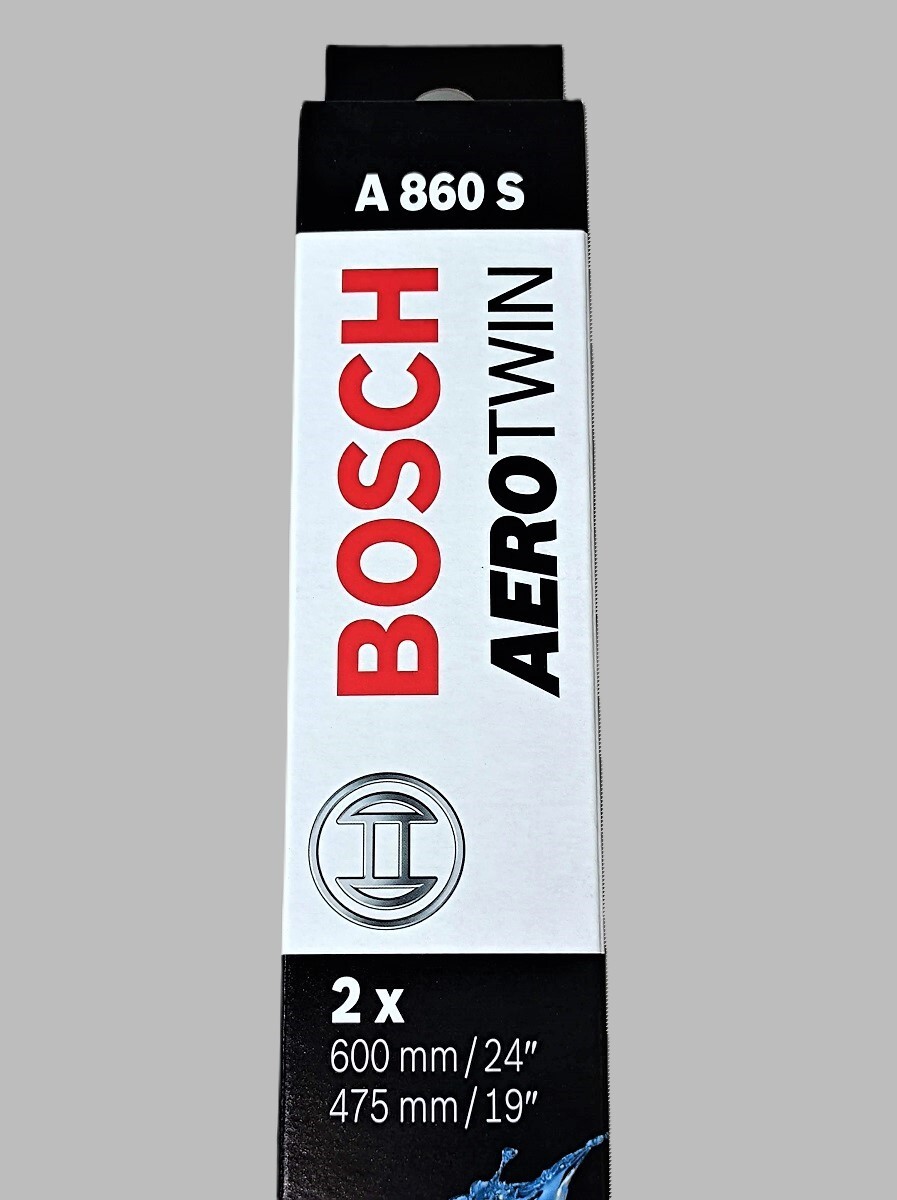 A 860 S
BOSCH
AEROTWIN
2 x
600 mm / 24"
475 mm / 19"